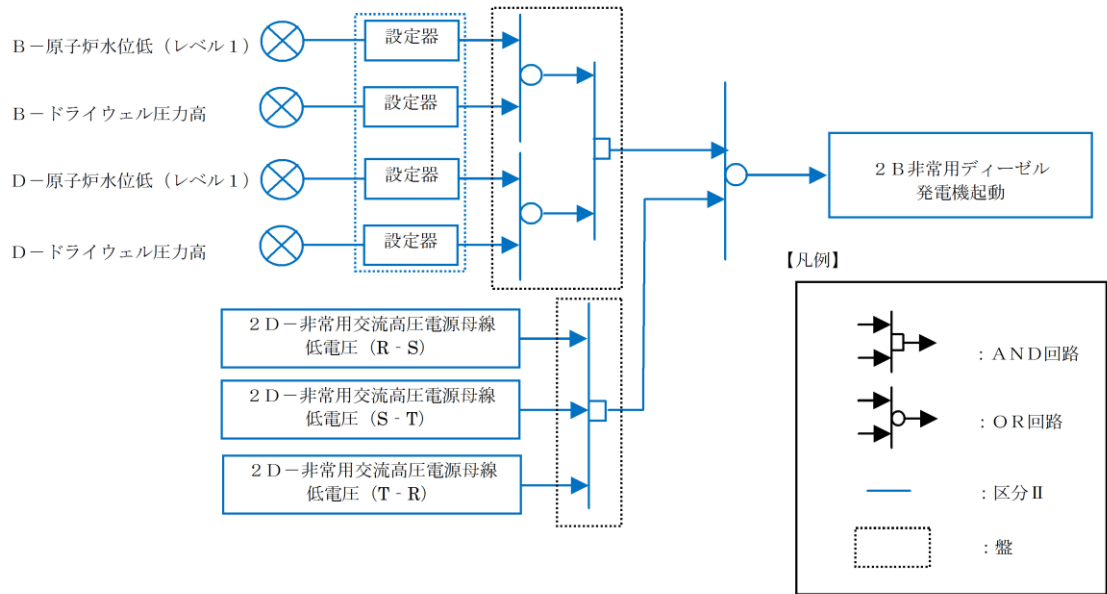 B－原子炉水位低（レベル１）
設定器
B－ドライウェル圧力高
設定器
D－原子炉水位低（レベル１）
設定器
D－ドライウェル圧力高
設定器
２B非常用ディーゼル
発電機起動
２D－非常用交流高圧電源母線
低電圧（R‐S）
２D－非常用交流高圧電源母線
低電圧（S‐T）
２D－非常用交流高圧電源母線
低電圧（T‐R）
【凡例】
：AND回路
：OR回路
：区分Ⅱ
：盤